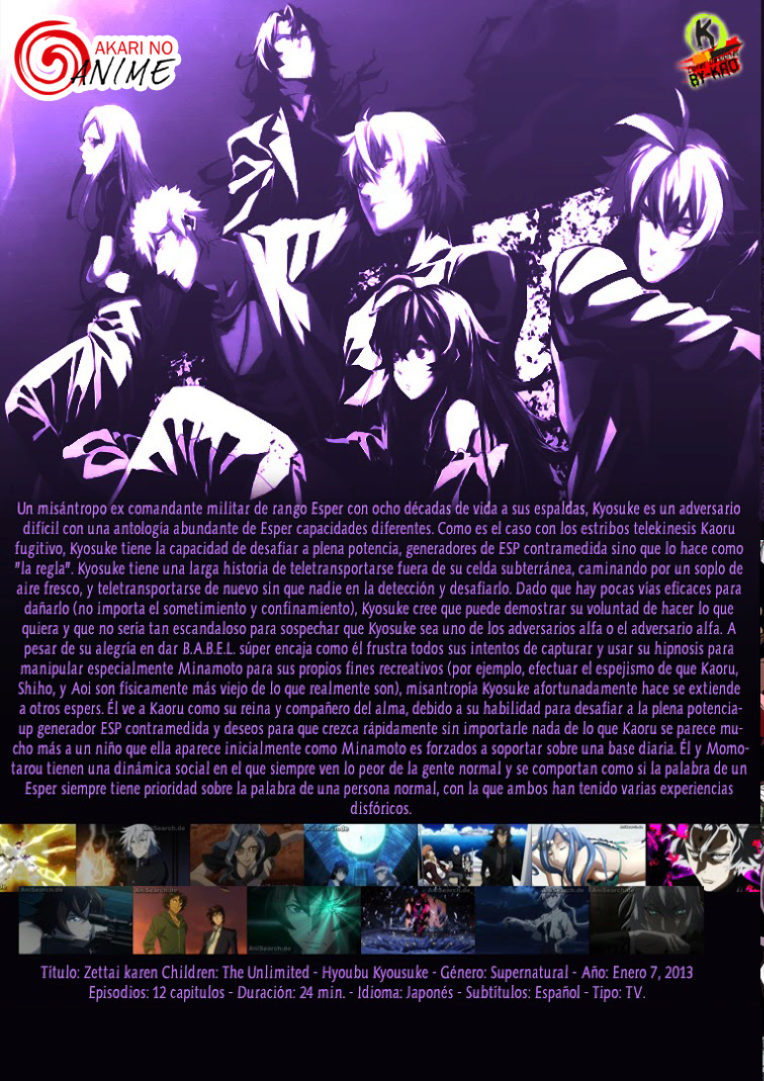 AKARI NO
ANIME
K
BY-KAO
Un misántropo ex comandante militar de rango Esper con ocho décadas de vida a sus espaldas, Kyosuke es un adversario
difícil con una antología abundante de Esper capacidades diferentes. Como es el caso con los estribos telekinesis Kaoru
fugitivo, Kyosuke tiene la capacidad de desafiar a plena potencia, generadores de ESP contramedida sino que lo hace como
"la regla". Kyosuke tiene una larga historia de teletransportarse fuera de su celda subterránea, caminando por un soplo de
aire fresco, y teletransportarse de nuevo sin que nadie en la detección y desafiarlo. Dado que hay pocas vías eficaces para
dañarlo (no importa el sometimiento y confinamiento), Kyosuke cree que puede demostrar su voluntad de hacer lo que
quiera y que no sería tan escandaloso para sospechar que Kyosuke sea uno de los adversarios alfa o el adversario alfa. A
pesar de su alegría en dar B.A.B.E.L. súper encaja como él frustra todos sus intentos de capturar y usar su hipnosis para
manipular especialmente Minamoto para sus propios fines recreativos (por ejemplo, efectuar el espejismo de que Kaoru,
Shiho, y Aoi son físicamente más viejo de lo que realmente son), misantropía Kyosuke afortunadamente hace se extiende
a otros espers. Él ve a Kaoru como su reina y compañero del alma, debido a su habilidad para desafiar a la plena potencia-
up generador ESP contramedida y deseos para que crezca rápidamente sin importarle nada de lo que Kaoru se parece mu-
cho más a un niño que ella aparece inicialmente como Minamoto es forzados a soportar sobre una base diaria. Él y Momo-
tarou tienen una dinámica social en el que siempre ven lo peor de la gente normal y se comportan como si la palabra de un
Esper siempre tiene prioridad sobre la palabra de una persona normal, con la que ambos han tenido varias experiencias
disfóricos.
AniSearch.de
AniSearch.de
AniSearch.de
AniSearch.de
Título: Zettai karen Children: The Unlimited - Hyoubu Kyousuke - Género: Supernatural - Año: Enero 7, 2013
Episodios: 12 capitulos - Duración: 24 min. - Idioma: Japonés - Subtítulos: Español - Tipo: TV.